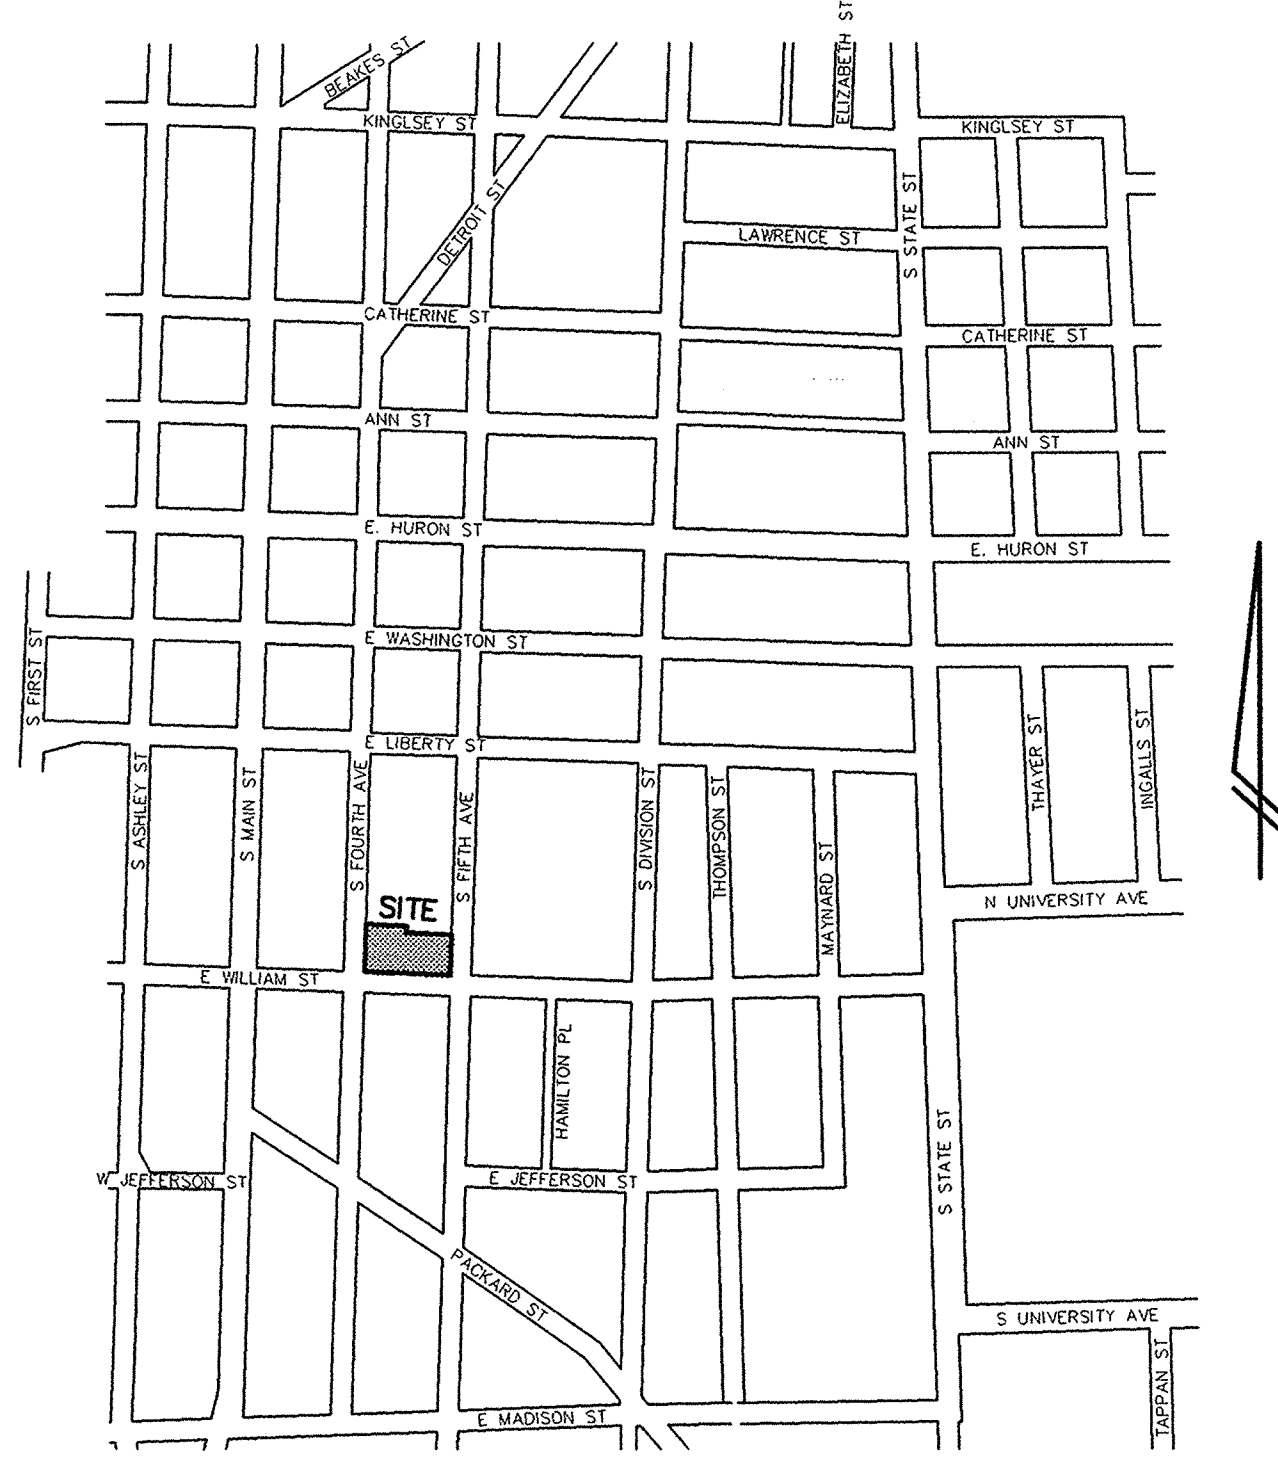 ELIZABETH ST
BEAKES ST
KINGLSEY ST
KINGLSEY ST
DETROIT ST
S STATE ST
LAWRENCE ST
CATHERINE ST
CATHERINE ST
ANN ST
ANN ST
E. HURON ST
E. HURON ST
E WASHINGTON ST
S FIRST ST
E LIBERTY ST
S ASHLEY ST
S MAIN ST
S FOURTH AVE
S FIFTH AVE
S DIVISION ST
THOMPSON ST
MAYNARD ST
THAYER ST
INGALLS ST
N UNIVERSITY AVE
SITE
E WILLIAM ST
HAMILTON PL
S STATE ST
W JEFFERSON ST
E JEFFERSON ST
PACKARD ST
S UNIVERSITY AVE
TAPPAN ST
E MADISON ST